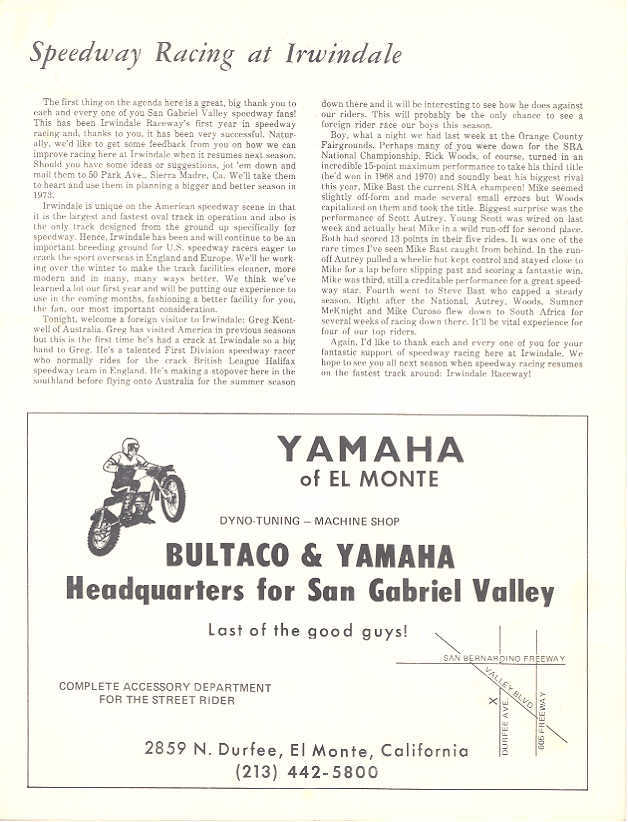 Speedway Racing at Irwindale
The first thing on the agenda here is a great, big thank you to
each and every one of you San Gabriel Valley speedway fans!
This has been Irwindale Raceway's first year in speedway
racing and, thanks to you, it has been very successful. Natur-
ally, we'd like to get some feedback from you on how we can
improve racing here at Irwindale when it resumes next season.
Should you have some ideas or suggestions, jot 'em down and
mail them to 50 Park Ave., Sierra Madre, Ca. We'll take them
to heart and use them in planning a bigger and better season in
1973.
Irwindale is unique on the American speedway scene in that
it is the largest and fastest oval track in operation and also is
the only track designed from the ground up specifically for
speedway. Hence, Irwindale has been and will continue to be an
important breeding ground for U.S. speedway racers eager to
crack the sport overseas in England and Europe. We'll be work-
ing over the winter to make the track facilities cleaner, more
modern and in many, many ways better. We think we've
learned a lot our first year and will be putting our experience to
use in the coming months, fashioning a better facility for you,
the fan, our most important consideration.
Tonight, welcome a foreign visitor to Irwindale: Greg Kent-
well of Australia. Greg has visited America in previous seasons
but this is the first time he's had a crack at Irwindale so a big
hand to Greg. He's a talented First Division speedway racer
who normally rides for the crack British League Halifax
speedway team in England. He's making a stopover here in the
southland before flying onto Australia for the summer season
down there and it will be interesting to see how he does against
our riders. This will probably be the only chance to see a
foreign rider race our boys this season.
Boy, what a night we had last week at the Orange County
Fairgrounds. Perhaps many of you were down for the SRA
National Championship. Rick Woods, of course, turned in an
incredible 15-point maximum performance to take his third title
(he'd won in 1968 and 1970) and soundly beat his biggest rival
this year, Mike Bast the current SRA champeen! Mike seemed
slightly off-form and made several small errors but Woods
capitalized on them and took the title. Biggest surprise was the
performance of Scott Autrey. Young Scott was wired on last
week and actually beat Mike in a wild run-off for second place.
Both had scored 13 points in their five rides. It was one of the
rare times I've seen Mike Bast caught from behind. In the run-
off Autrey pulled a wheelie but kept control and stayed close to
Mike for a lap before slipping past and scoring a fantastic win.
Mike was third, still a creditable performance for a great speed-
way star. Fourth went to Steve Bast who capped a steady
season. Right after the National, Autrey, Woods, Sumner
McKnight and Mike Curoso flew down to South Africa for
several weeks of racing down there. It'll be vital experience for
four of our top riders.
Again, I'd like to thank each and every one of you for your
fantastic support of speedway racing here at Irwindale. We
hope to see you all next season when speedway racing resumes
on the fastest track around: Irwindale Raceway!
YAMAHA
of EL MONTE
DYNO-TUNING – MACHINE SHOP
BULTACO & YAMAHA
Headquarters for San Gabriel Valley
Last of the good guys!
SAN BERNARDINO FREEWAY
VALLEY BLVD
X
DURFEE AVE.
605 FREEWAY
COMPLETE ACCESSORY DEPARTMENT
FOR THE STREET RIDER
2859 N. Durfee, El Monte, California
(213) 442-5800